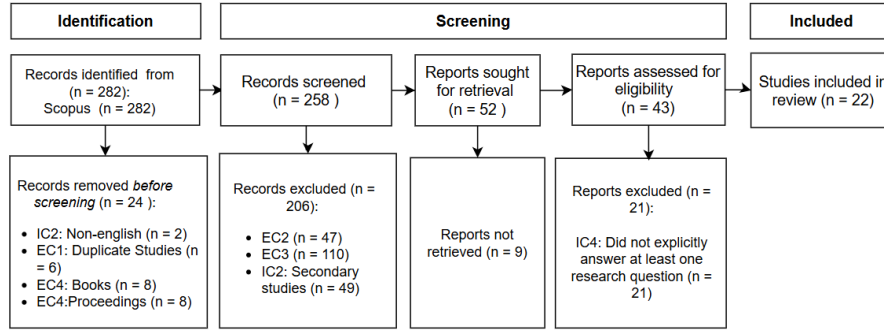 Identification
Screening
Included
Records identified from
(n = 282):
Scopus (n = 282)
Records screened
(n = 258 )
Reports sought
for retrieval
(n = 52 )
Reports assessed for
eligibility
(n = 43)
Studies included in
review (n = 22)
Records removed before
screening (n = 24 ):
• IC2: Non-english (n = 2)
• EC1: Duplicate Studies (n
= 6)
• EC4: Books (n = 8)
• EC4:Proceedings (n = 8)
Records excluded (n =
206):
• EC2 (n = 47)
• EC3 (n = 110)
• IC2: Secondary
studies (n = 49)
Reports not
retrieved (n = 9)
Reports excluded (n =
21):
IC4: Did not explicitly
answer at least one
research question (n =
21)